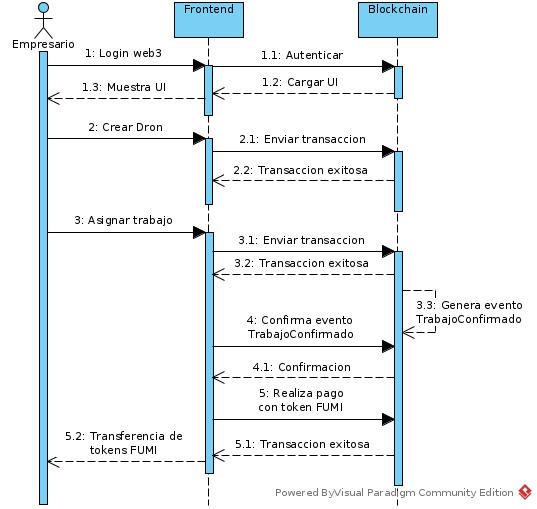 Frontend
Blockchain
Empresario
1: Login web3
1.1: Autenticar
1.2: Cargar UI
1.3: Muestra UI
2: Crear Dron
2.1: Enviar transaccion
2.2: Transaccion exitosa
3: Asignar trabajo
3.1: Enviar transaccion
3.2: Transaccion exitosa
3.3: Genera evento
TrabajoConfirmado
4: Confirma evento
TrabajoConfirmado
4.1: Confirmacion
5: Realiza pago
con token FUMI
5.1: Transaccion exitosa
5.2: Transferencia de
tokens FUMI
Powered ByVisual Paradigm Community Edition